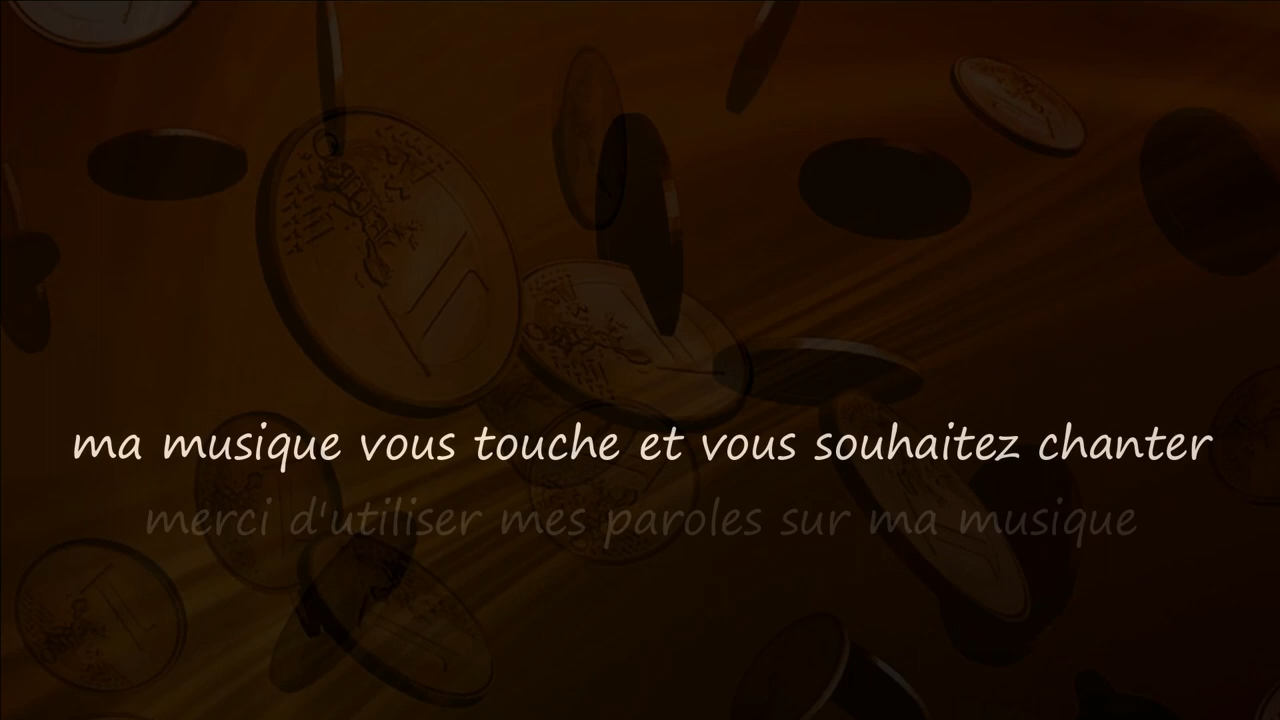 ma musique vous touche et vous souhaitez chanter
merci d'utiliser mes paroles sur ma musique